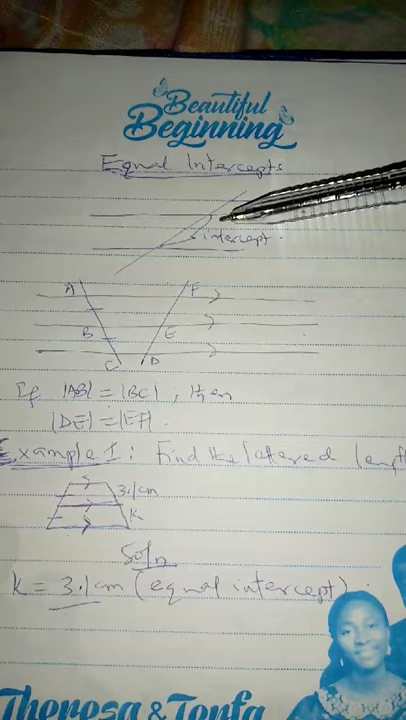 Beautiful
Beginning
Equal Intercepts
intercept.
A F
B E
C D
If |AB| = |BC| ; then
|DE| = |EF|.
Example 1: Find the lettered length
3.1cm
K
Soln
K = 3.1cm (equal intercept).
Theresa & Tonfa